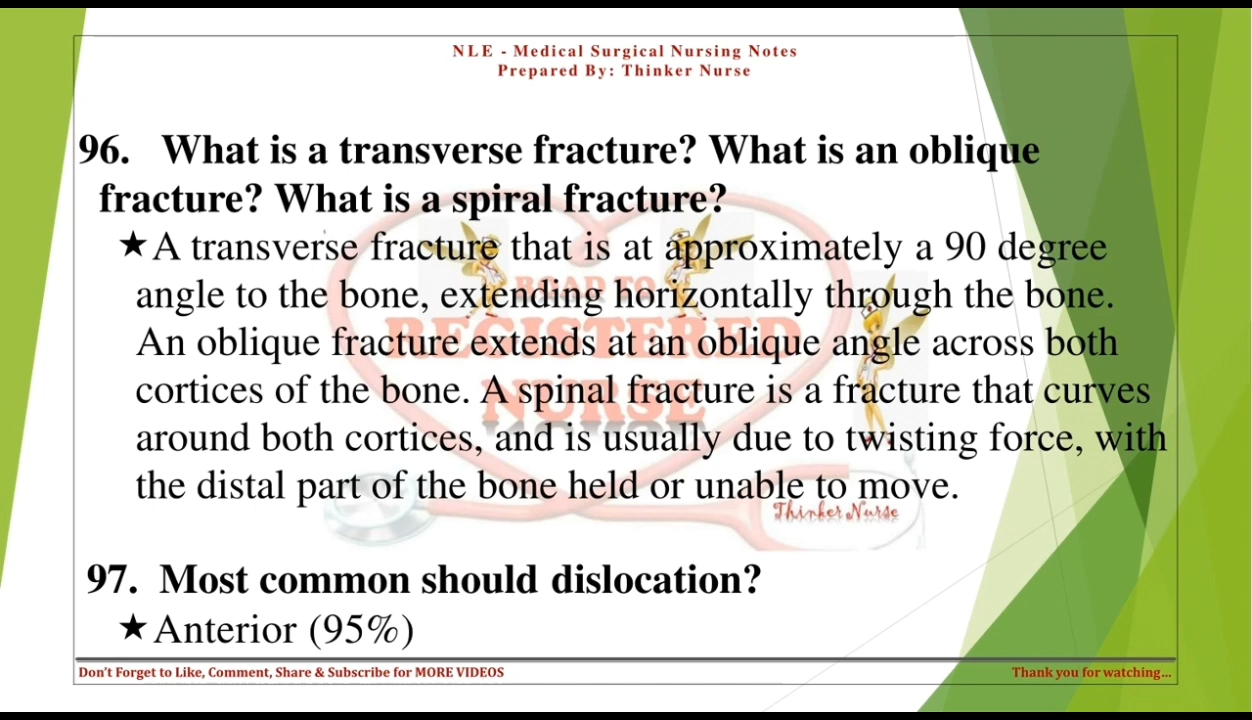 NLE - Medical Surgical Nursing Notes
Prepared By: Thinker Nurse
96. What is a transverse fracture? What is an oblique
fracture? What is a spiral fracture?
★A transverse fracture that is at approximately a 90 degree
angle to the bone, extending horizontally through the bone.
An oblique fracture extends at an oblique angle across both
cortices of the bone. A spinal fracture is a fracture that curves
around both cortices, and is usually due to twisting force, with
the distal part of the bone held or unable to move.
ROAD TO
REGISTERED
NURSE
Thinker Nurse
97. Most common should dislocation?
★Anterior (95%)
Don't Forget to Like, Comment, Share & Subscribe for MORE VIDEOS
Thank you for watching...